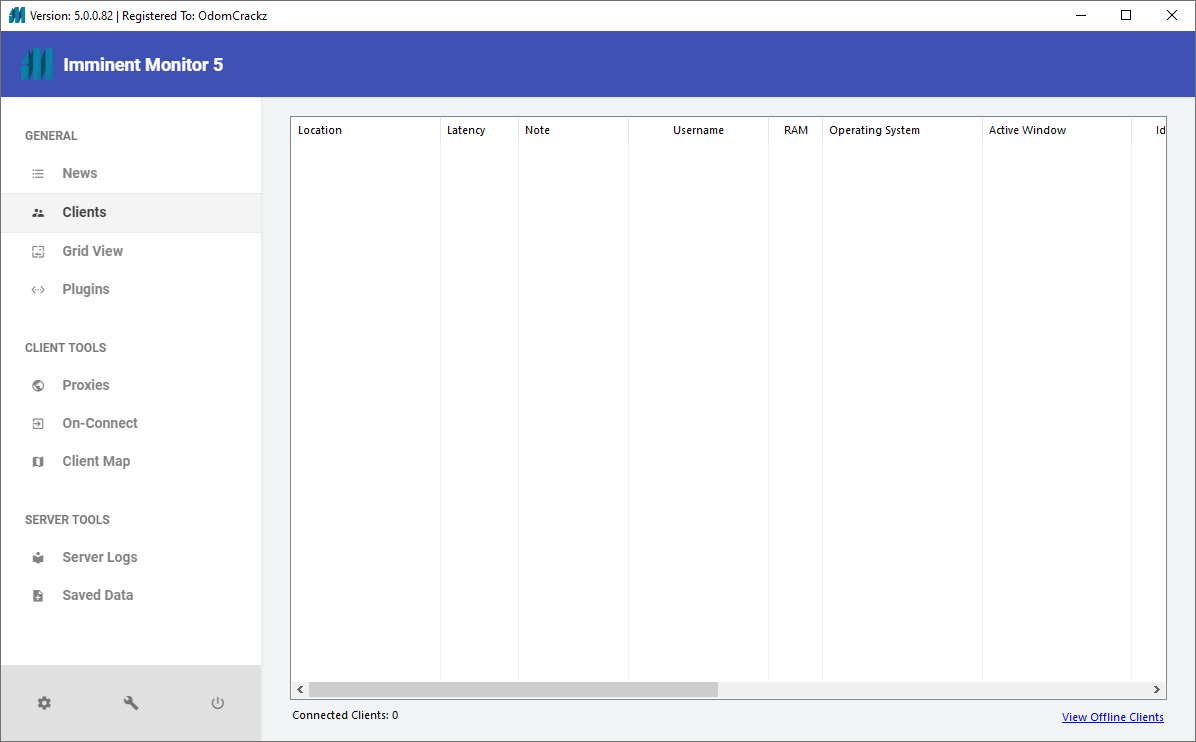 Version: 5.0.0.82 | Registered To: OdomCrackz
Imminent Monitor 5
GENERAL
News
Clients
Grid View
Plugins
CLIENT TOOLS
Proxies
On-Connect
Client Map
SERVER TOOLS
Server Logs
Saved Data
Location Latency Note Username RAM Operating System Active Window Id
Connected Clients: 0
View Offline Clients